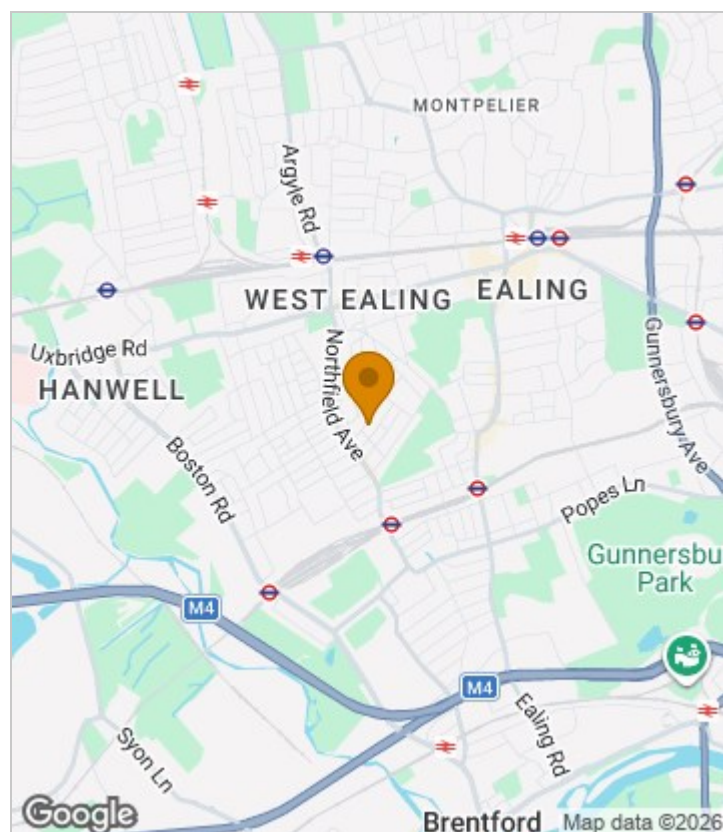 MONTPELIER
Argyle Rd
WEST EALING
EALING
Uxbridge Rd
HANWELL
Northfield Ave
Gunnersbury Ave
Boston Rd
Popes Ln
Gunnersbu
Park
M4
M4
Ealing Rd
Syon Ln
Google
Brentford
Map data ©2026